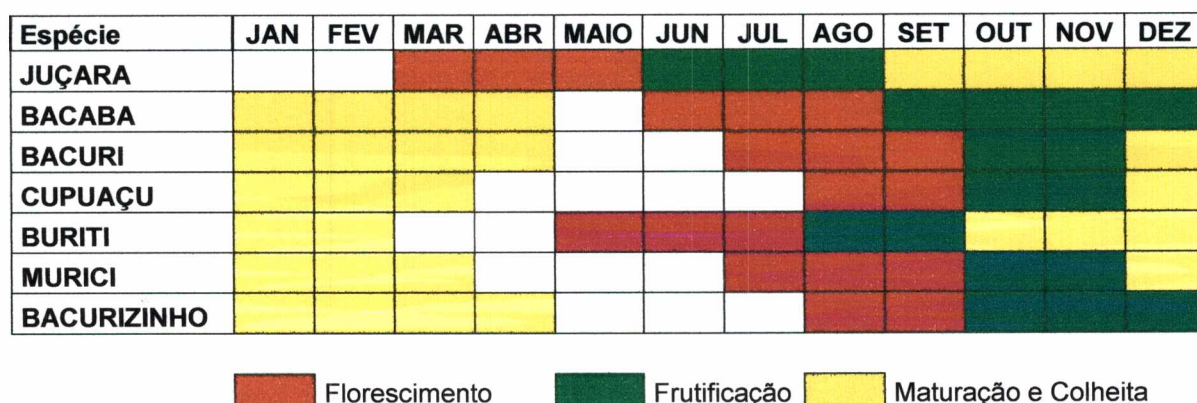 Espécie JAN FEV MAR ABR MAIO JUN JUL AGO SET OUT NOV DEZ
JUÇARA
BACABA
BACURI
CUPUAÇU
BURITI
MURICI
BACURIZINHO
Florescimento Frutificação Maturação e Colheita